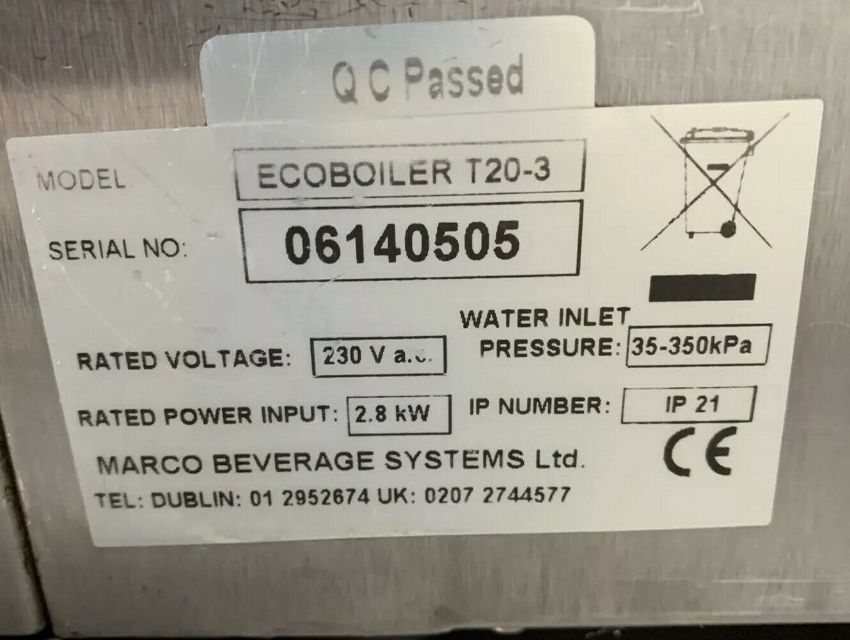 Q C Passed
MODEL ECOBOILER T20-3
SERIAL NO: 06140505
WATER INLET
RATED VOLTAGE: 230 V a.c. PRESSURE: 35-350kPa
RATED POWER INPUT: 2.8 kW IP NUMBER: IP 21
MARCO BEVERAGE SYSTEMS Ltd. CE
TEL: DUBLIN: 01 2952674 UK: 0207 2744577